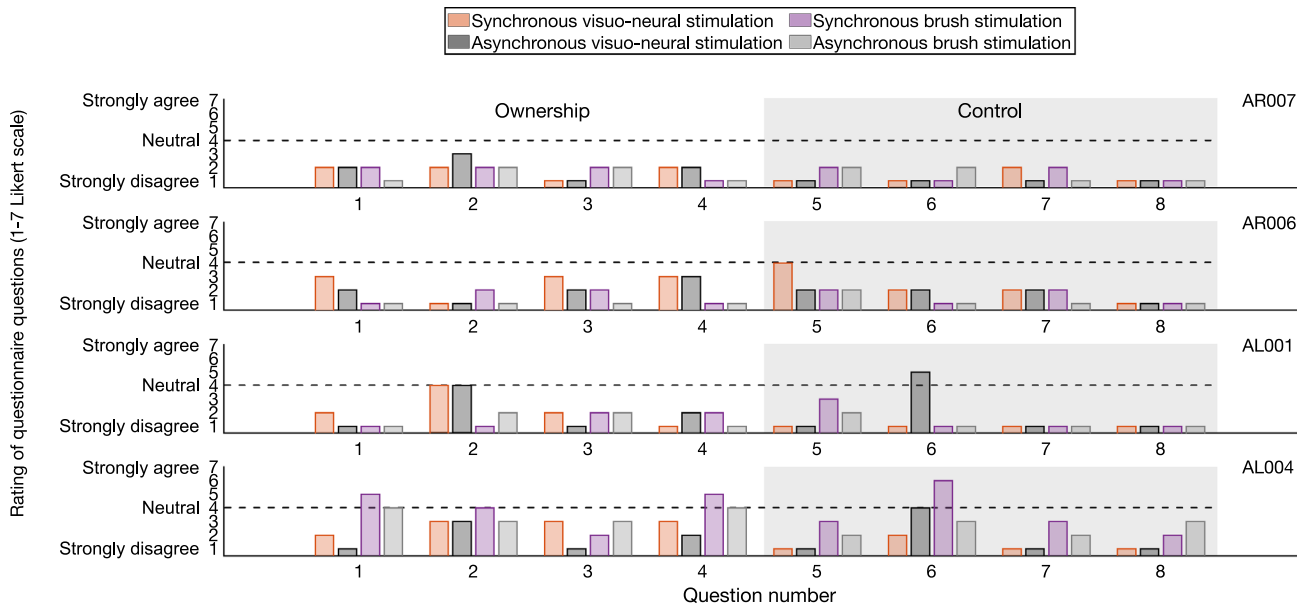 Synchronous visuo-neural stimulation Synchronous brush stimulation
Asynchronous visuo-neural stimulation Asynchronous brush stimulation
Rating of questionnaire questions (1-7 Likert scale)
Ownership Control AR007
Strongly agree 7
6
5
Neutral 4
3
2
Strongly disagree 1
1 2 3 4 5 6 7 8
AR006
Strongly agree 7
6
5
Neutral 4
3
2
Strongly disagree 1
1 2 3 4 5 6 7 8
AL001
Strongly agree 7
6
5
Neutral 4
3
2
Strongly disagree 1
1 2 3 4 5 6 7 8
AL004
Strongly agree 7
6
5
Neutral 4
3
2
Strongly disagree 1
1 2 3 4 5 6 7 8
Question number